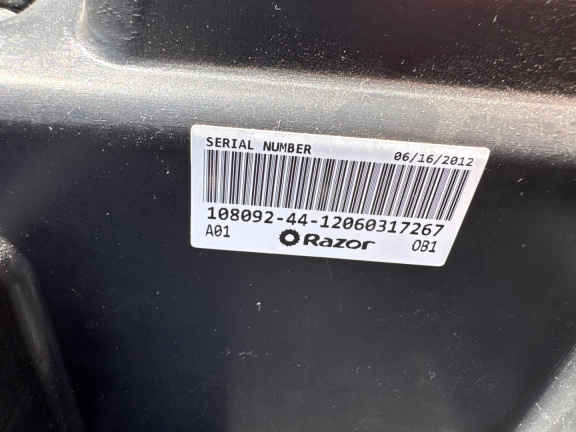 SERIAL NUMBER 06/16/2012
108092-44-12060317267
A01 Razor OB1